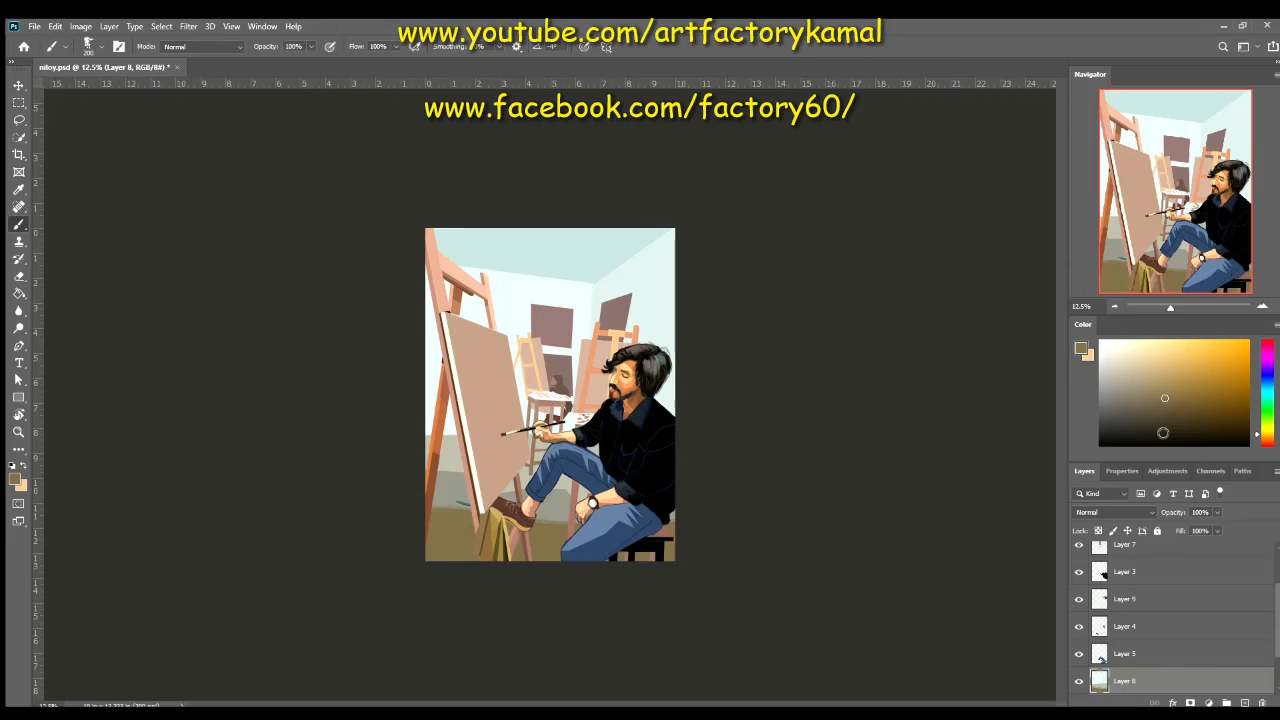 Ps File Edit Image Layer Type Select Filter 3D View Window Help
www.youtube.com/artfactorykamal
Mode: Normal Opacity: 100% Flow: 100% Smoothing:
niloy.psd @ 12.5% (Layer 8, RGB/8#) * ×
Navigator
www.facebook.com/factory60/
12.5%
Color
Layers Properties Adjustments Channels Paths
Kind
Normal Opacity: 100%
Lock: Fill: 100%
Layer 7
Layer 3
Layer 9
Layer 4
Layer 5
Layer 8